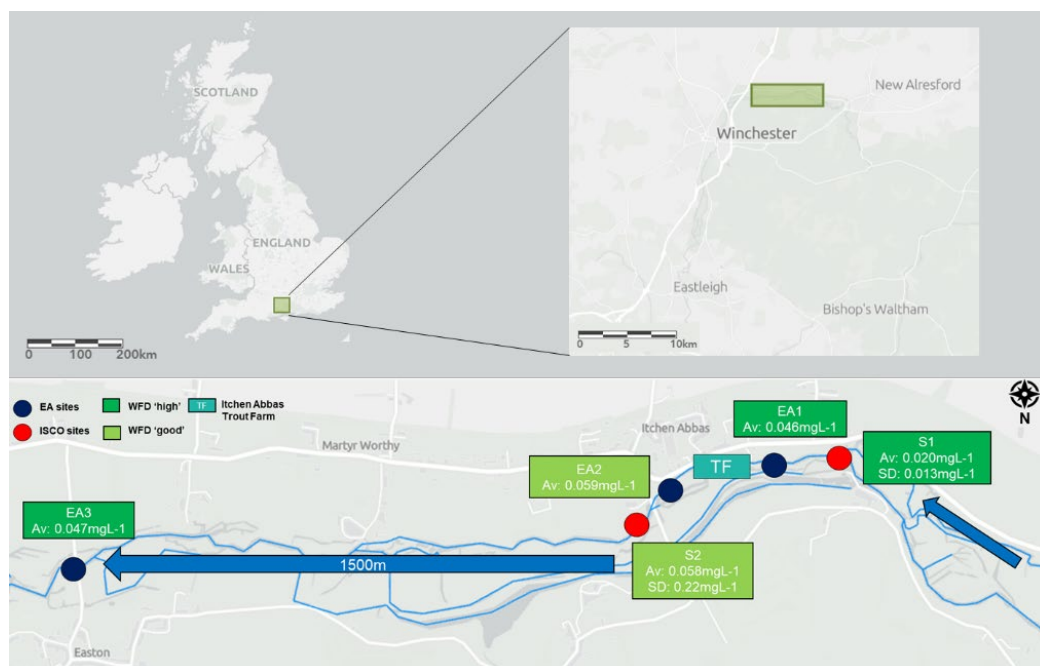 SCOTLAND
ENGLAND
WALES
0 100 200km
New Alresford
Winchester
Eastleigh
Bishop's Waltham
0 5 10km
EA sites
WFD 'high'
TF
Itchen Abbas
Trout Farm
ISCO sites
WFD 'good'
N
Martyr Worthy
Itchen Abbas
EA1
Av: 0.046mgL-1
S1
Av: 0.020mgL-1
SD: 0.013mgL-1
EA2
Av: 0.059mgL-1
TF
EA3
Av: 0.047mgL-1
1500m
S2
Av: 0.058mgL-1
SD: 0.22mgL-1
Easton